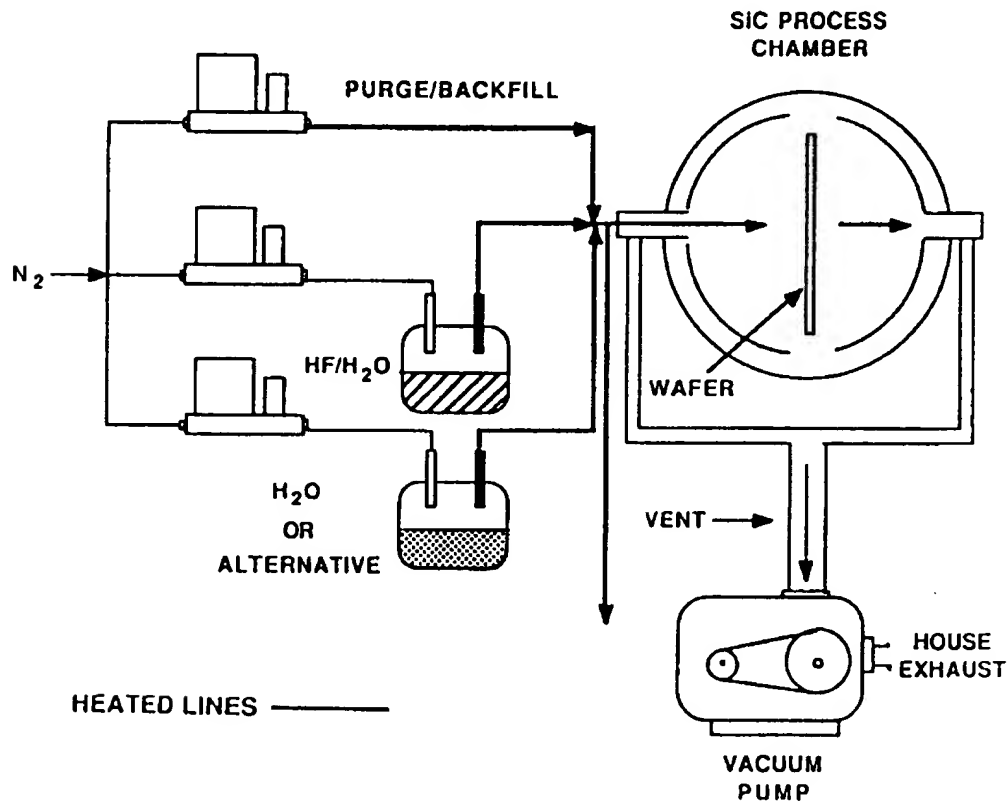 SiC PROCESS
CHAMBER
PURGE/BACKFILL
N2
HF/H2O
WAFER
H2O
OR
ALTERNATIVE
VENT
HOUSE
EXHAUST
HEATED LINES
VACUUM
PUMP